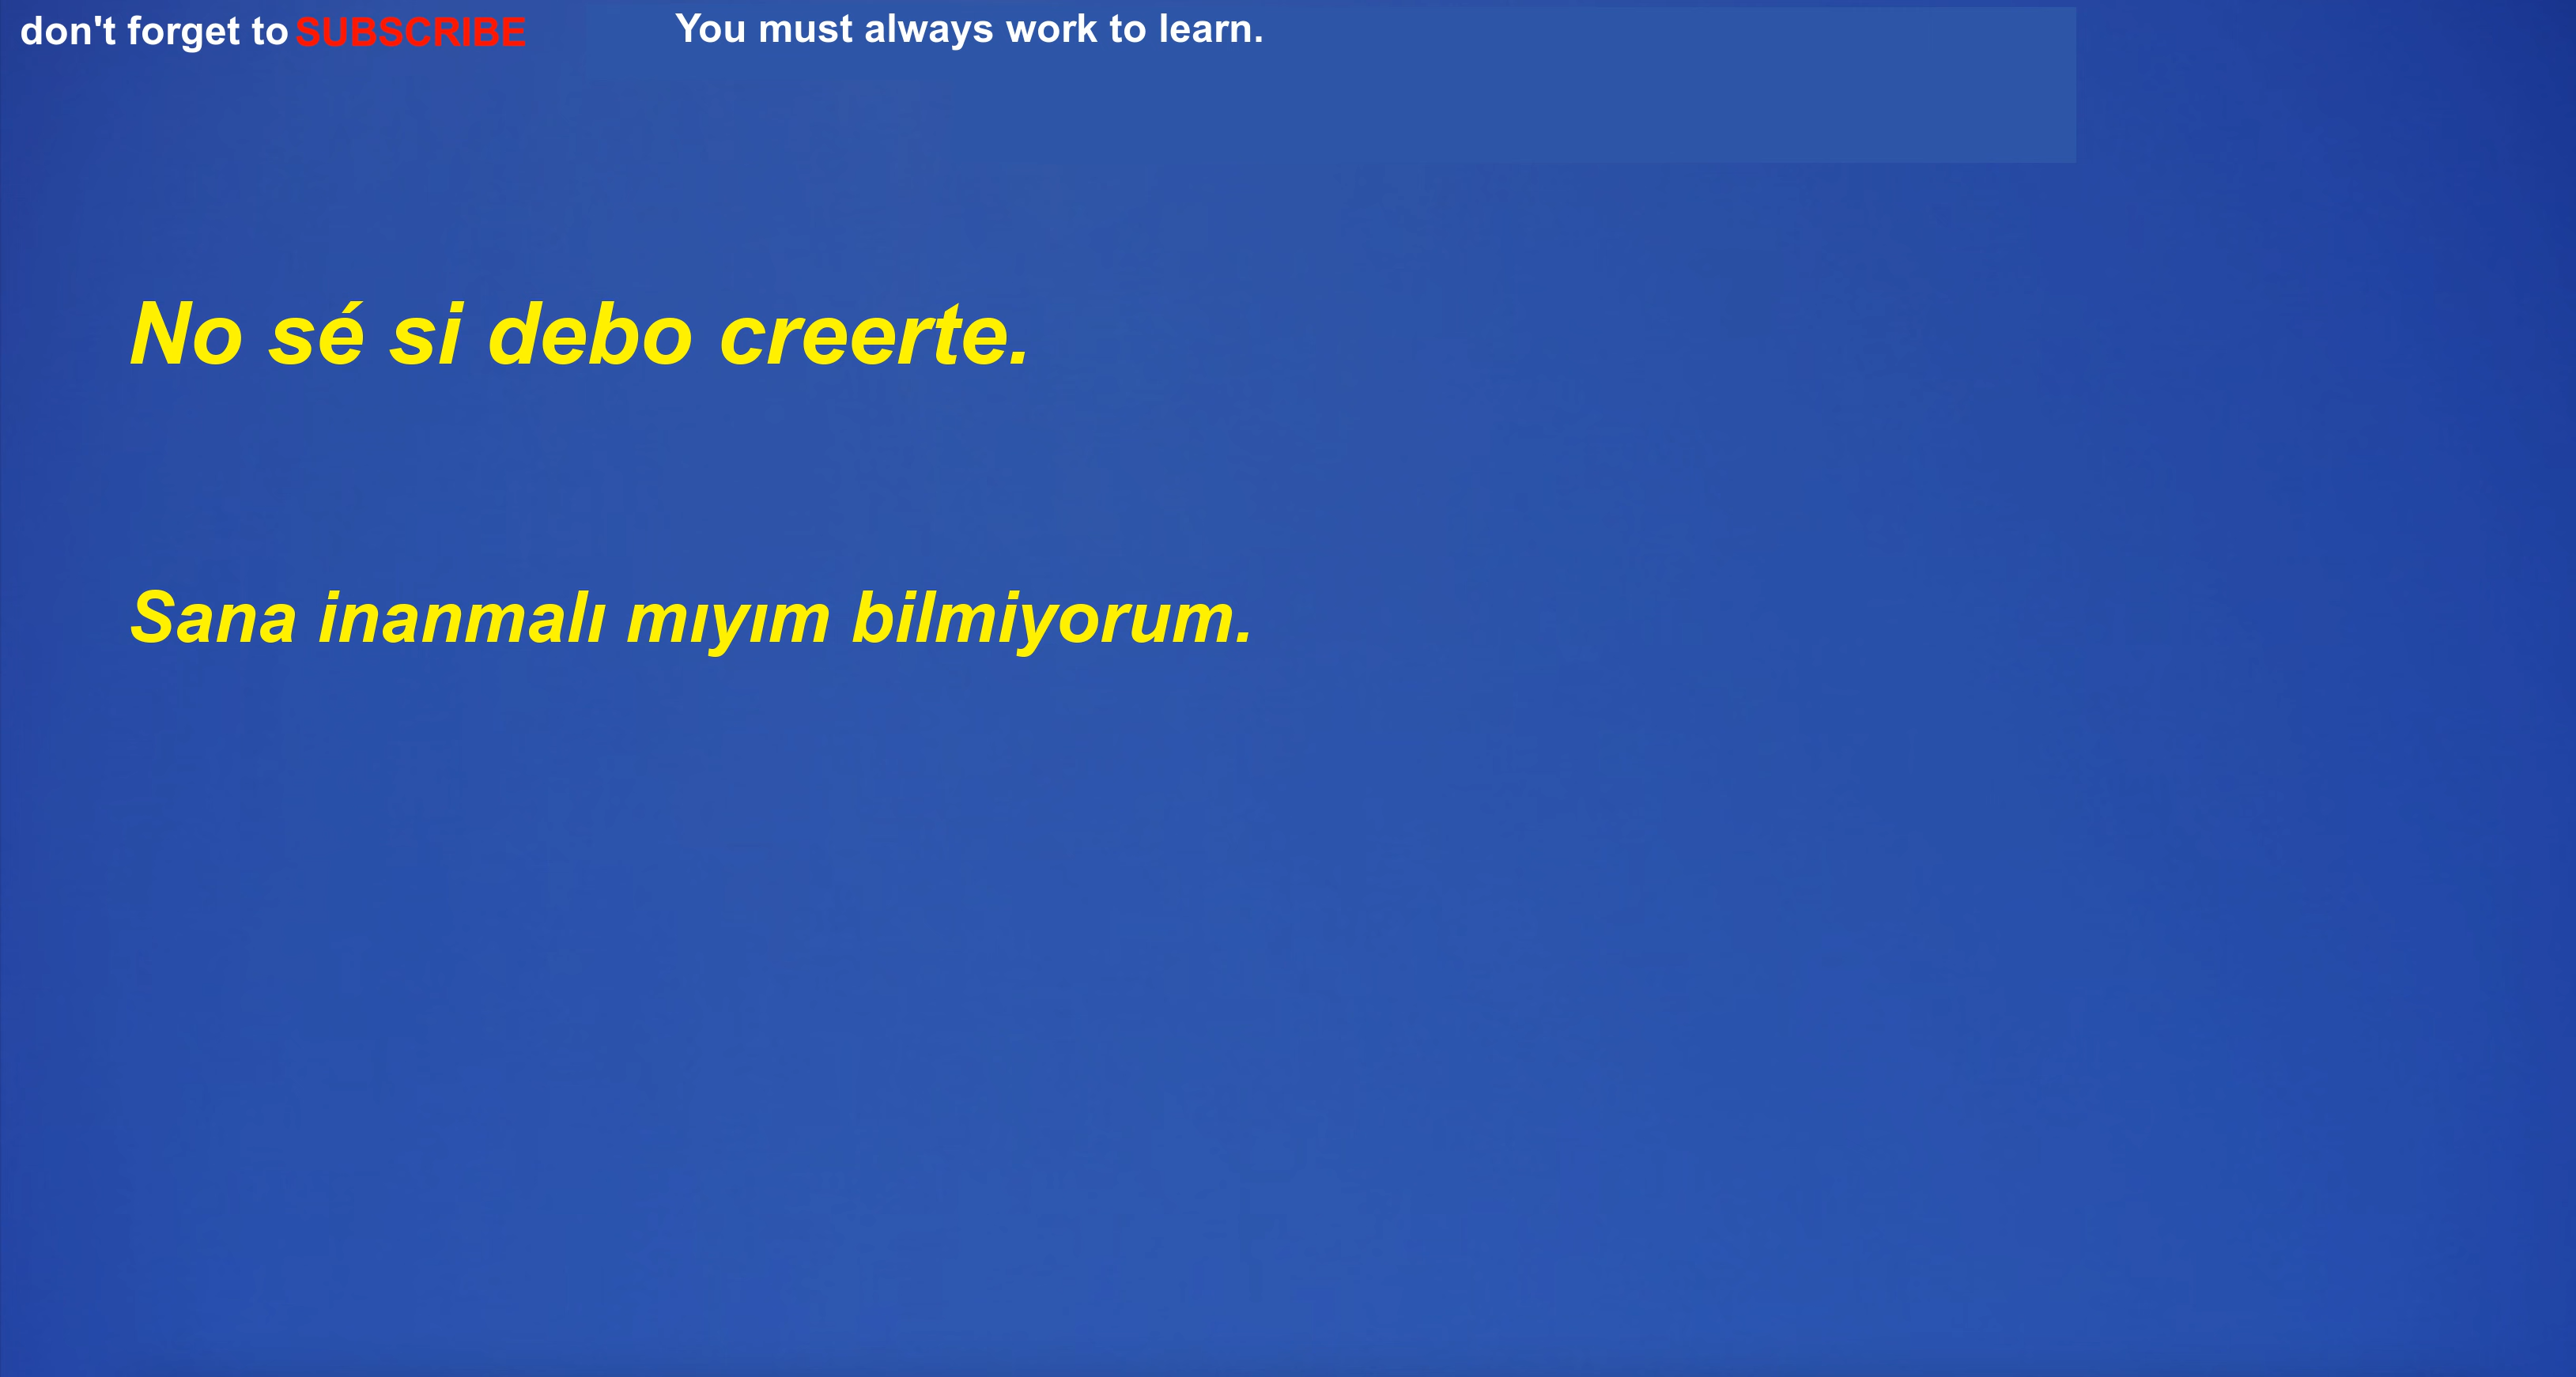 don't forget to SUBSCRIBE
You must always work to learn.
No sé si debo creerte.
Sana inanmalı mıyım bilmiyorum.